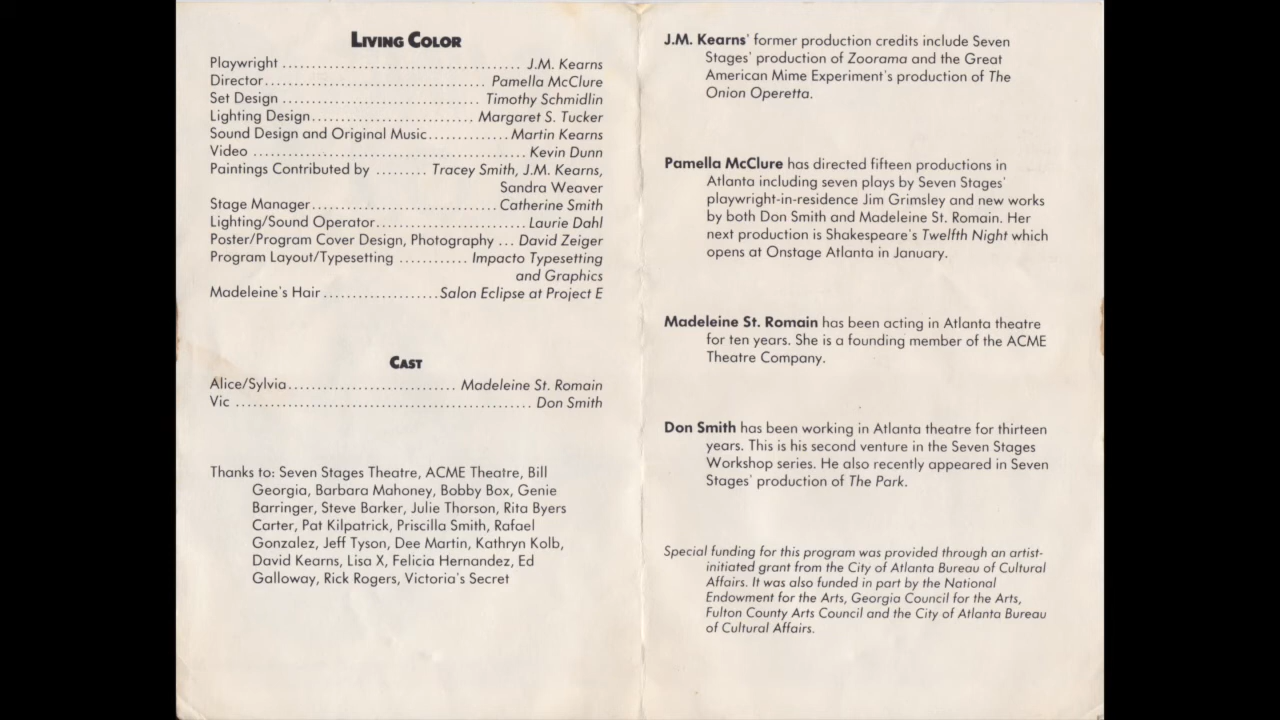 LIVING COLOR
Playwright .................................... J.M. Kearns
Director.................................. Pamella McClure
Set Design .............................. Timothy Schmidlin
Lighting Design......................... Margaret S. Tucker
Sound Design and Original Music............. Martin Kearns
Video ......................................... Kevin Dunn
Paintings Contributed by ......... Tracey Smith, J.M. Kearns,
Sandra Weaver
Stage Manager............................ Catherine Smith
Lighting/Sound Operator....................... Laurie Dahl
Poster/Program Cover Design, Photography ... David Zeiger
Program Layout/Typesetting ........... Impacto Typesetting
and Graphics
Madeleine's Hair..................Salon Eclipse at Project E
CAST
Alice/Sylvia.......................... Madeleine St. Romain
Vic ............................................. Don Smith
Thanks to: Seven Stages Theatre, ACME Theatre, Bill
Georgia, Barbara Mahoney, Bobby Box, Genie
Barringer, Steve Barker, Julie Thorson, Rita Byers
Carter, Pat Kilpatrick, Priscilla Smith, Rafael
Gonzalez, Jeff Tyson, Dee Martin, Kathryn Kolb,
David Kearns, Lisa X, Felicia Hernandez, Ed
Galloway, Rick Rogers, Victoria's Secret
J.M. Kearns' former production credits include Seven
Stages' production of Zoorama and the Great
American Mime Experiment's production of The
Onion Operetta.
Pamella McClure has directed fifteen productions in
Atlanta including seven plays by Seven Stages'
playwright-in-residence Jim Grimsley and new works
by both Don Smith and Madeleine St. Romain. Her
next production is Shakespeare's Twelfth Night which
opens at Onstage Atlanta in January.
Madeleine St. Romain has been acting in Atlanta theatre
for ten years. She is a founding member of the ACME
Theatre Company.
Don Smith has been working in Atlanta theatre for thirteen
years. This is his second venture in the Seven Stages
Workshop series. He also recently appeared in Seven
Stages' production of The Park.
Special funding for this program was provided through an artist-
initiated grant from the City of Atlanta Bureau of Cultural
Affairs. It was also funded in part by the National
Endowment for the Arts, Georgia Council for the Arts,
Fulton County Arts Council and the City of Atlanta Bureau
of Cultural Affairs.